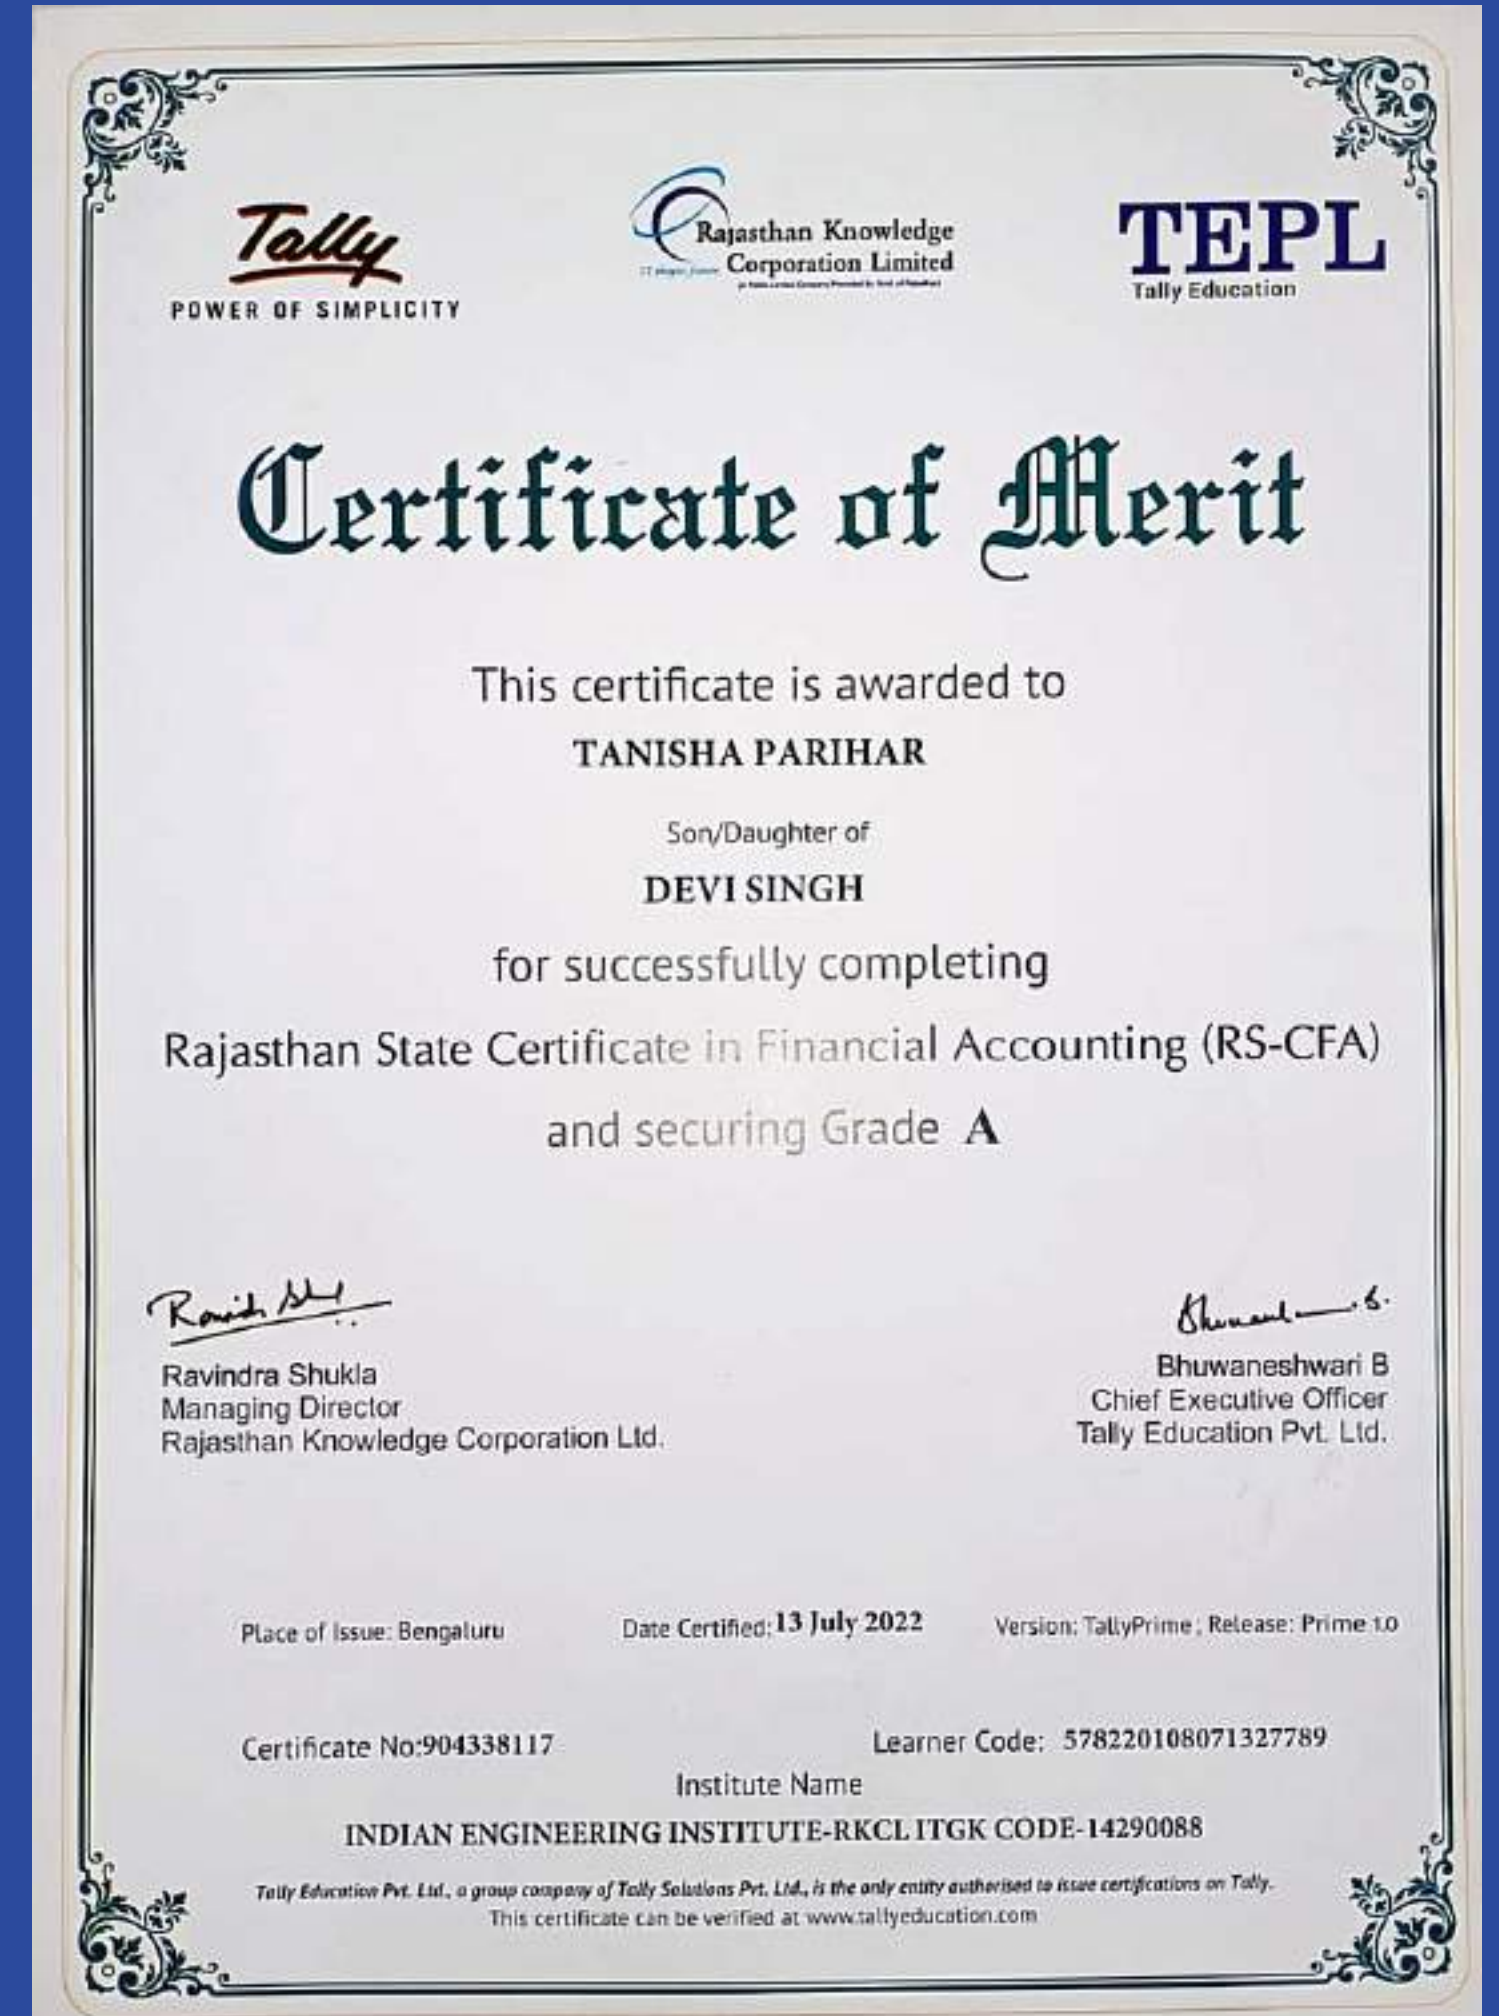 Tally
POWER OF SIMPLICITY
Rajasthan Knowledge
Corporation Limited
TEPL
Tally Education
Certificate of Merit
This certificate is awarded to
TANISHA PARIHAR
Son/Daughter of
DEVI SINGH
for successfully completing
Rajasthan State Certificate in Financial Accounting (RS-CFA)
and securing Grade A
Ravindra Shukla
Managing Director
Rajasthan Knowledge Corporation Ltd.
Bhuwaneshwari B
Chief Executive Officer
Tally Education Pvt. Ltd.
Place of Issue: Bengaluru
Date Certified: 13 July 2022
Version: TallyPrime ; Release: Prime 1.0
Certificate No:904338117
Learner Code: 578220108071327789
Institute Name
INDIAN ENGINEERING INSTITUTE-RKCL ITGK CODE-14290088
Tally Education Pvt. Ltd., a group company of Tally Solutions Pvt. Ltd., is the only entity authorised to issue certifications on Tally.
This certificate can be verified at www.tallyeducation.com